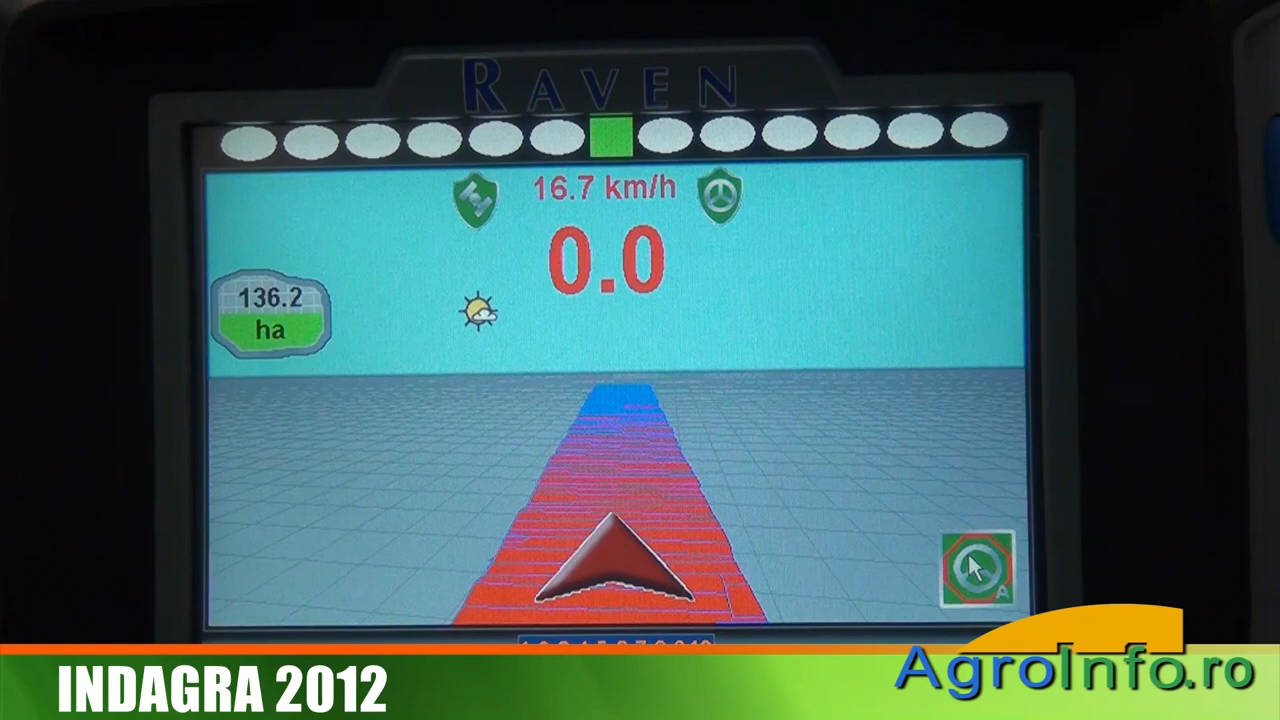 RAVEN
16.7 km/h
0.0
136.2
ha
A
INDAGRA 2012
AgroInfo.ro